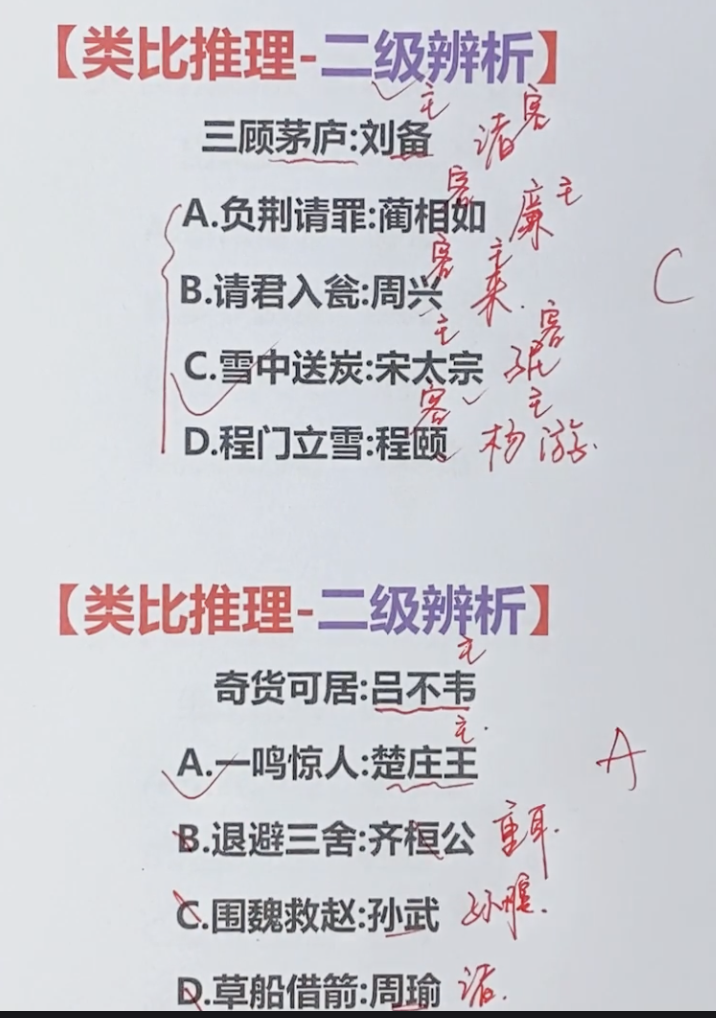 【类比推理-二级辨析】
主 客
三顾茅庐:刘备 诸
客 主
A.负荆请罪:蔺相如 廉
客 主
B.请君入瓮:周兴 来.
C
主 客
C.雪中送炭:宋太宗 民
客 主
D.程门立雪:程颐 杨 游.
【类比推理-二级辨析】
主
奇货可居:吕不韦
主.
A.一鸣惊人:楚庄王
A
B.退避三舍:齐桓公 重耳.
C.围魏救赵:孙武 孙膑.
D.草船借箭:周瑜 诸.